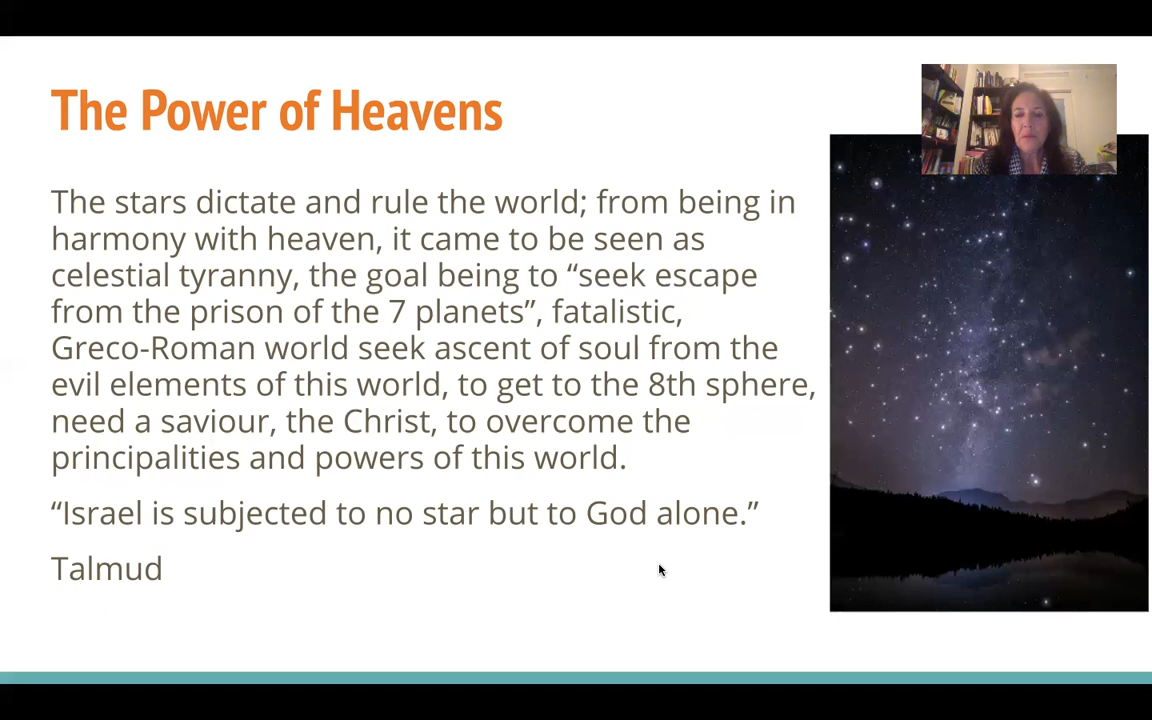 The Power of Heavens
The stars dictate and rule the world; from being in
harmony with heaven, it came to be seen as
celestial tyranny, the goal being to “seek escape
from the prison of the 7 planets”, fatalistic,
Greco-Roman world seek ascent of soul from the
evil elements of this world, to get to the 8th sphere,
need a saviour, the Christ, to overcome the
principalities and powers of this world.
“Israel is subjected to no star but to God alone.”
Talmud